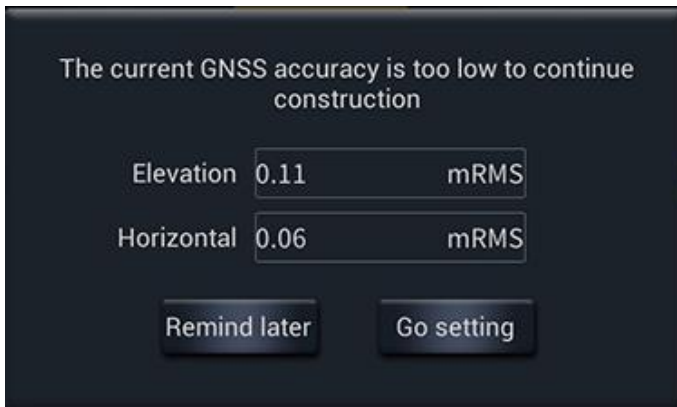 The current GNSS accuracy is too low to continue
construction
Elevation 0.11 mRMS
Horizontal 0.06 mRMS
Remind later Go setting